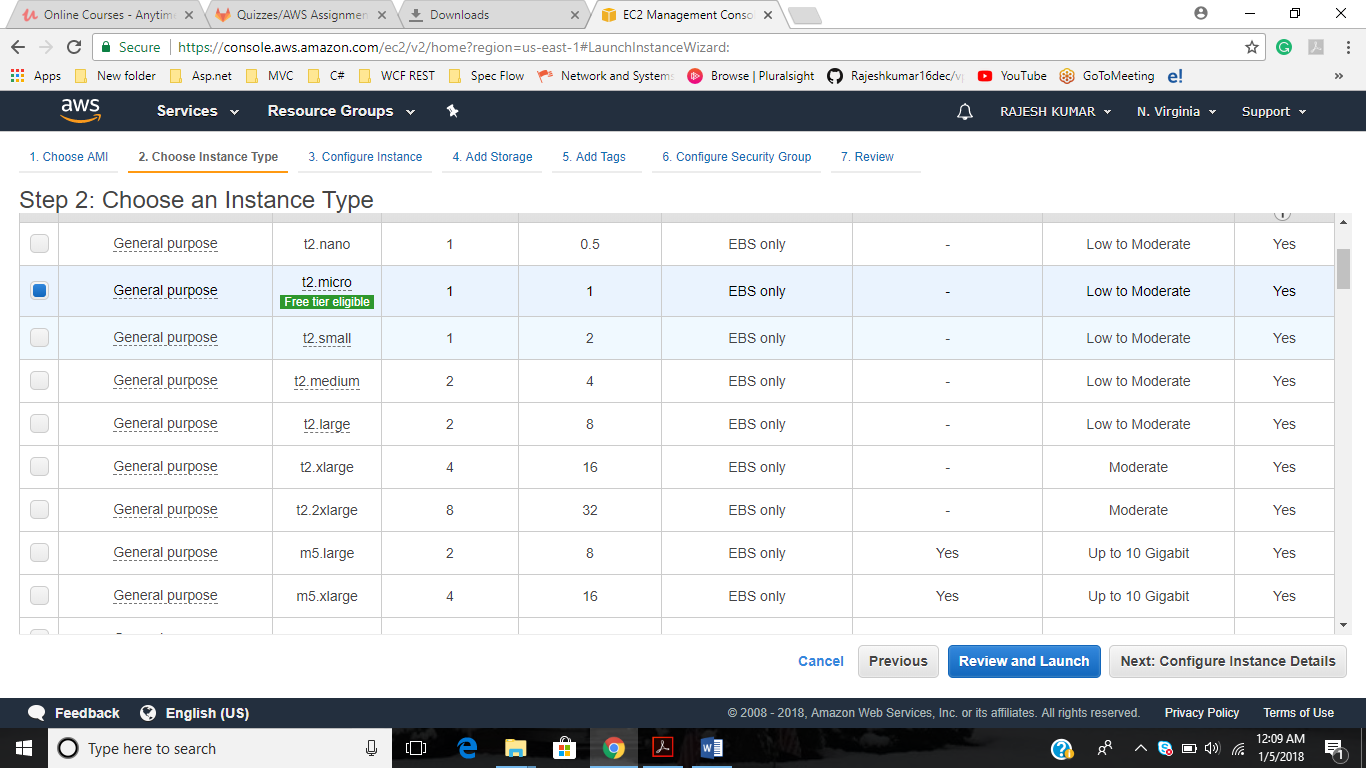 Online Courses - Anytim
Quizzes/AWS Assignmen
Downloads
EC2 Management Conso
Secure
https://console.aws.amazon.com/ec2/v2/home?region=us-east-1#LaunchInstanceWizard:
Apps New folder Asp.net MVC C# WCF REST Spec Flow Network and Systems Browse | Pluralsight Rajeshkumar16dec/vp YouTube GoToMeeting e! »
aws Services Resource Groups RAJESH KUMAR N. Virginia Support
1. Choose AMI 2. Choose Instance Type 3. Configure Instance 4. Add Storage 5. Add Tags 6. Configure Security Group 7. Review
Step 2: Choose an Instance Type
General purpose t2.nano 1 0.5 EBS only - Low to Moderate Yes
General purpose t2.micro 1 1 EBS only - Low to Moderate Yes
Free tier eligible
General purpose t2.small 1 2 EBS only - Low to Moderate Yes
General purpose t2.medium 2 4 EBS only - Low to Moderate Yes
General purpose t2.large 2 8 EBS only - Low to Moderate Yes
General purpose t2.xlarge 4 16 EBS only - Moderate Yes
General purpose t2.2xlarge 8 32 EBS only - Moderate Yes
General purpose m5.large 2 8 EBS only Yes Up to 10 Gigabit Yes
General purpose m5.xlarge 4 16 EBS only Yes Up to 10 Gigabit Yes
Cancel Previous Review and Launch Next: Configure Instance Details
Feedback English (US) © 2008 - 2018, Amazon Web Services, Inc. or its affiliates. All rights reserved. Privacy Policy Terms of Use
Type here to search
12:09 AM
1/5/2018
1